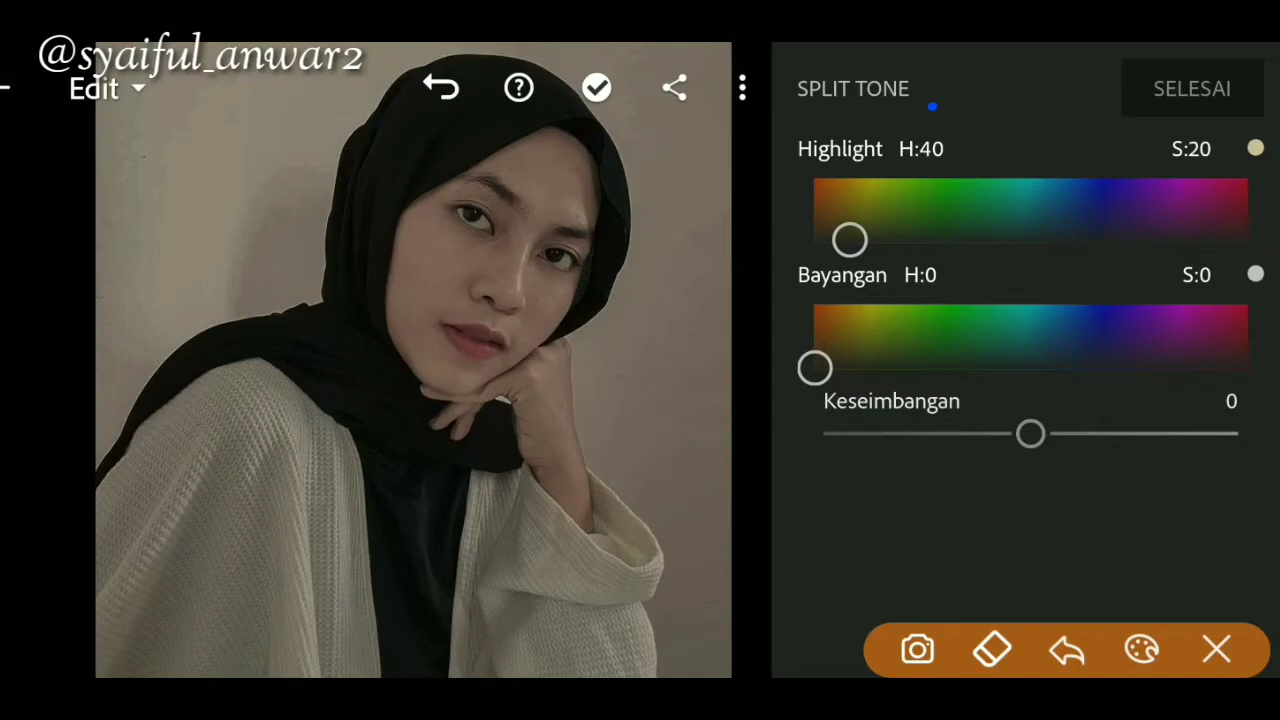 @syaiful_anwar2
Edit
SPLIT TONE
SELESAI
Highlight H:40 S:20
Bayangan H:0 S:0
Keseimbangan 0